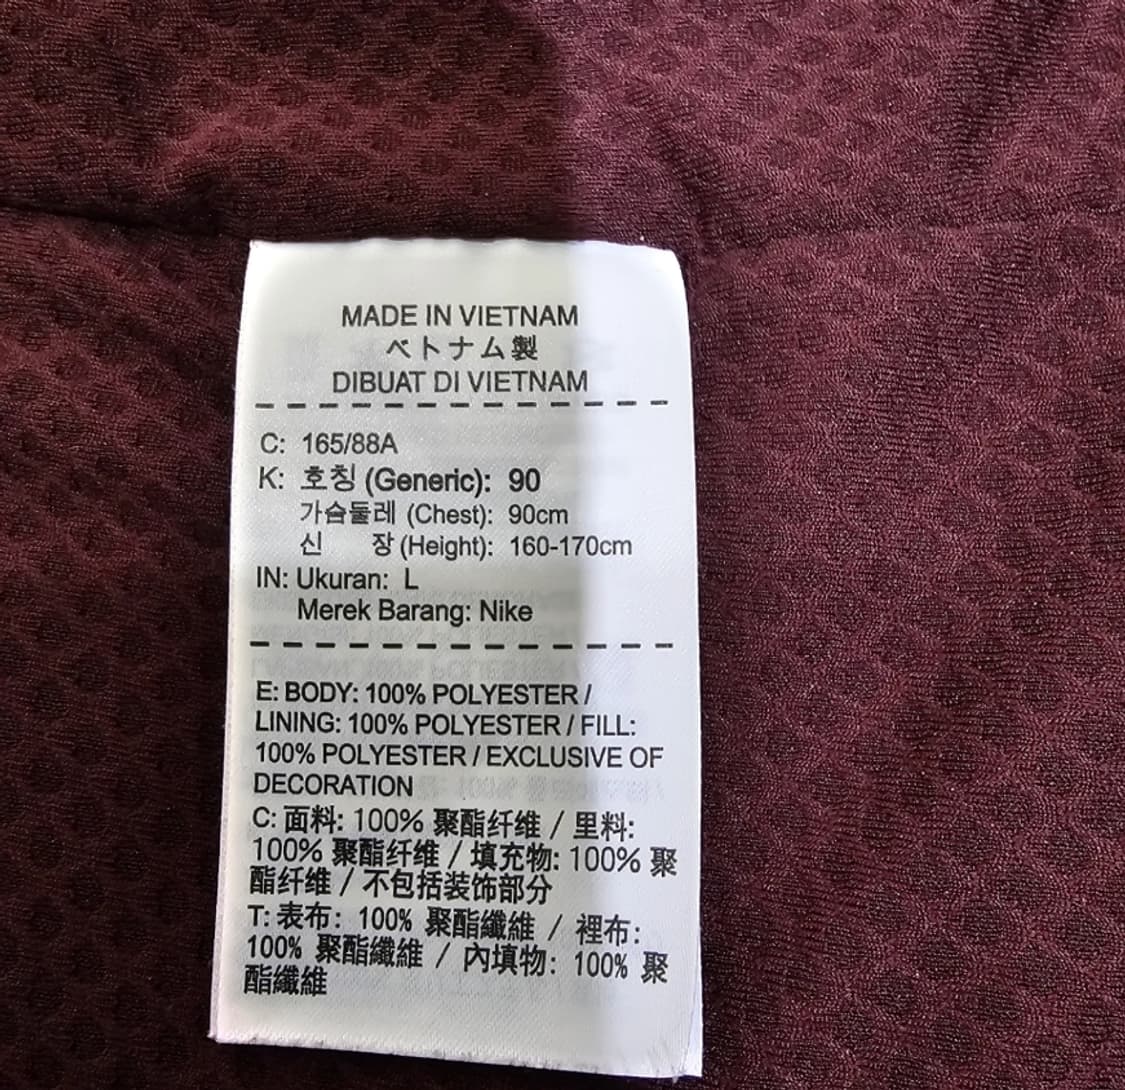 MADE IN VIETNAM
ベトナム製
DIBUAT DI VIETNAM
C: 165/88A
K: 호칭 (Generic): 90
가슴둘레 (Chest): 90cm
신 장 (Height): 160-170cm
IN: Ukuran: L
Merek Barang: Nike
E: BODY: 100% POLYESTER /
LINING: 100% POLYESTER / FILL:
100% POLYESTER / EXCLUSIVE OF
DECORATION
C: 面料: 100% 聚酯纤维 / 里料:
100% 聚酯纤维 / 填充物: 100% 聚
酯纤维 / 不包括装饰部分
T: 表布: 100% 聚酯纖維 / 裡布:
100% 聚酯纖維 / 內填物: 100% 聚
酯纖維